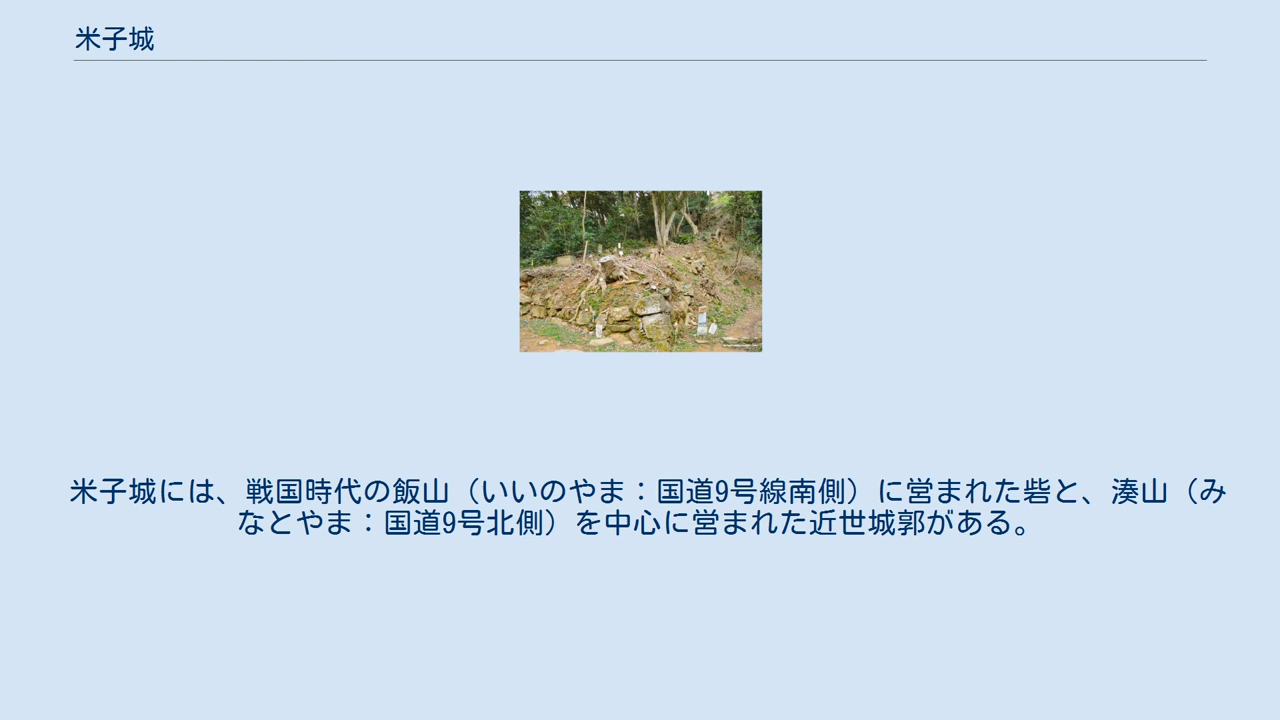 米子城
米子城には、戦国時代の飯山（いいのやま：国道9号線南側）に営まれた砦と、湊山（み
なとやま：国道9号北側）を中心に営まれた近世城郭がある。